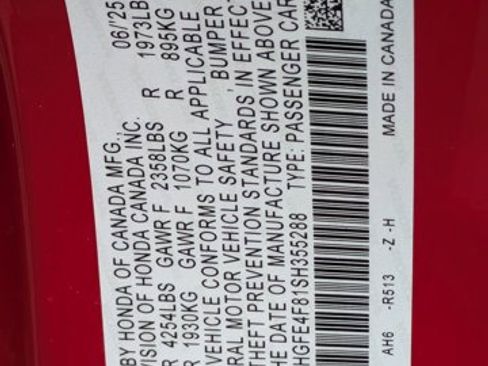 BY HONDA OF CANADA MFG., 06/'25
VISION OF HONDA CANADA INC.
R 4254LBS GAWR F 2358LBS R 1973LB
R 1930KG GAWR F 1070KG R 895KG
VEHICLE CONFORMS TO ALL APPLICABLE
RAL MOTOR VEHICLE SAFETY , BUMPER
THEFT PREVENTION STANDARDS IN EFFECT
HE DATE OF MANUFACTURE SHOWN ABOVE
HGFE4F81SH355288 TYPE: PASSENGER CAR
AH6 -R513 -Z -H MADE IN CANADA